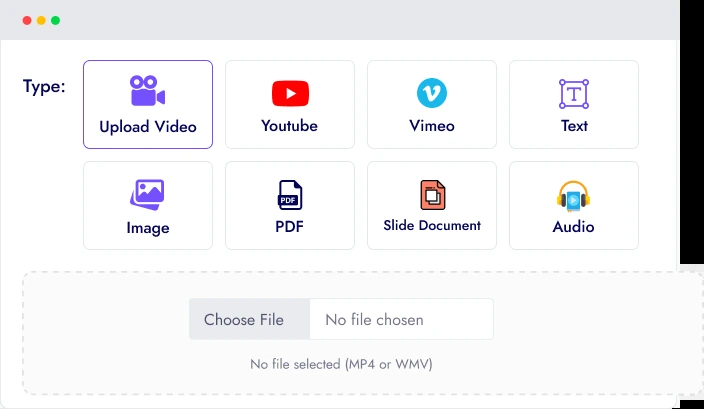 Type:
Upload Video
Youtube
Vimeo
Text
Image
PDF
PDF
Slide Document
Audio
Choose File
No file chosen
No file selected (MP4 or WMV)